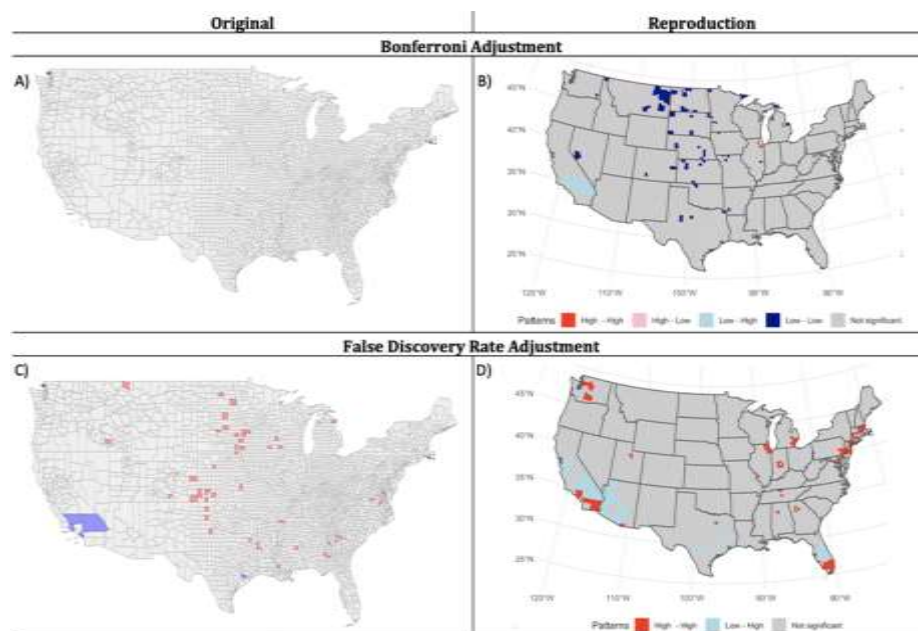 Original Reproduction
Bonferroni Adjustment
A) B)
45°N
40°N
35°N
30°N
25°N
120°W 110°W 100°W 90°W 80°W
Patterns High - High High - Low Low - High Low - Low Not significant
False Discovery Rate Adjustment
C) D)
45°N
40°N
35°N
30°N
25°N
120°W 110°W 100°W 90°W 80°W
Patterns High - High Low - High Not significant